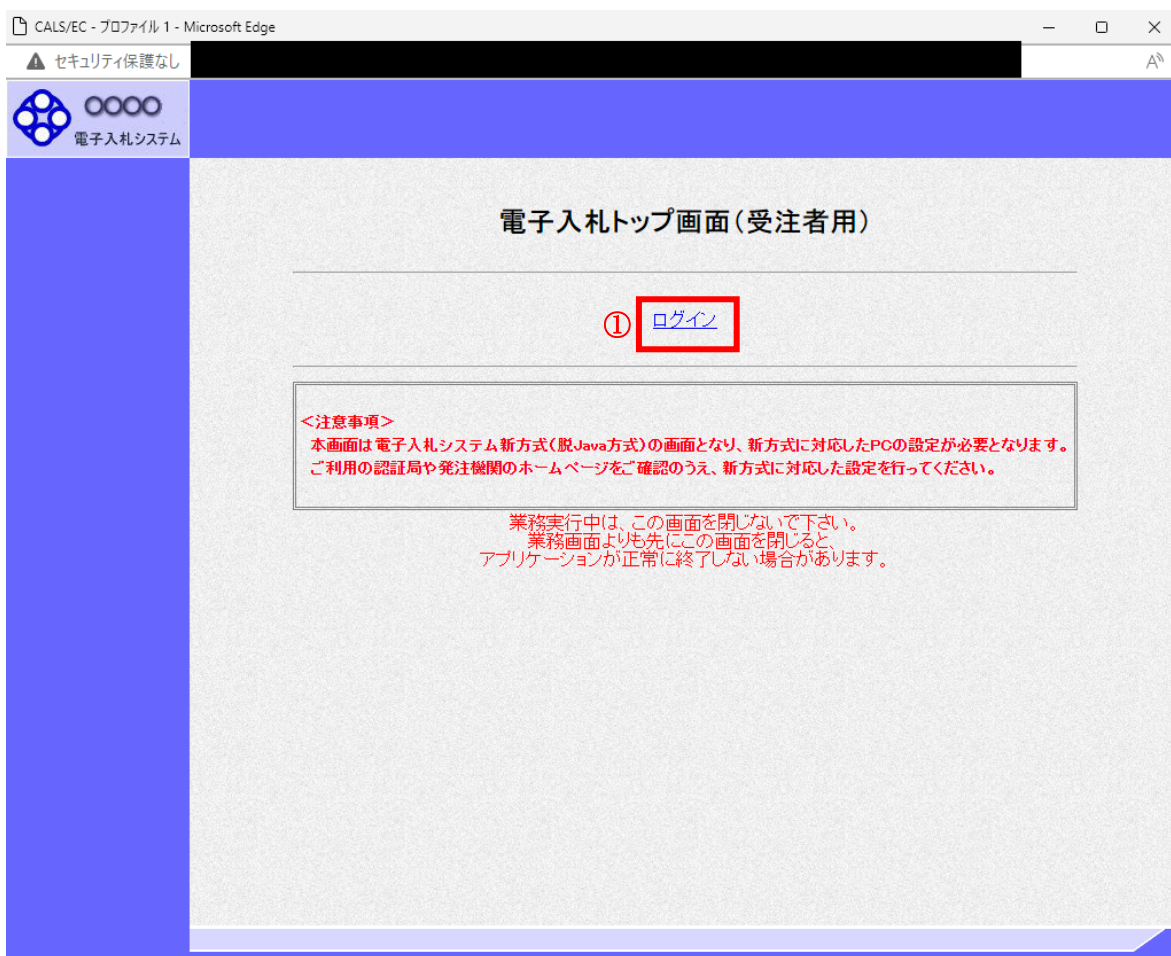 CALS/EC - プロファイル 1 - Microsoft Edge
セキュリティ保護なし
〇〇〇〇
電子入札システム
電子入札トップ画面(受注者用)
① ログイン
<注意事項>
本画面は電子入札システム新方式(脱Java方式)の画面となり、新方式に対応したPCの設定が必要となります。
ご利用の認証局や発注機関のホームページをご確認のうえ、新方式に対応した設定を行ってください。
業務実行中は、この画面を閉じないで下さい。
業務画面よりも先にこの画面を閉じると、
アプリケーションが正常に終了しない場合があります。